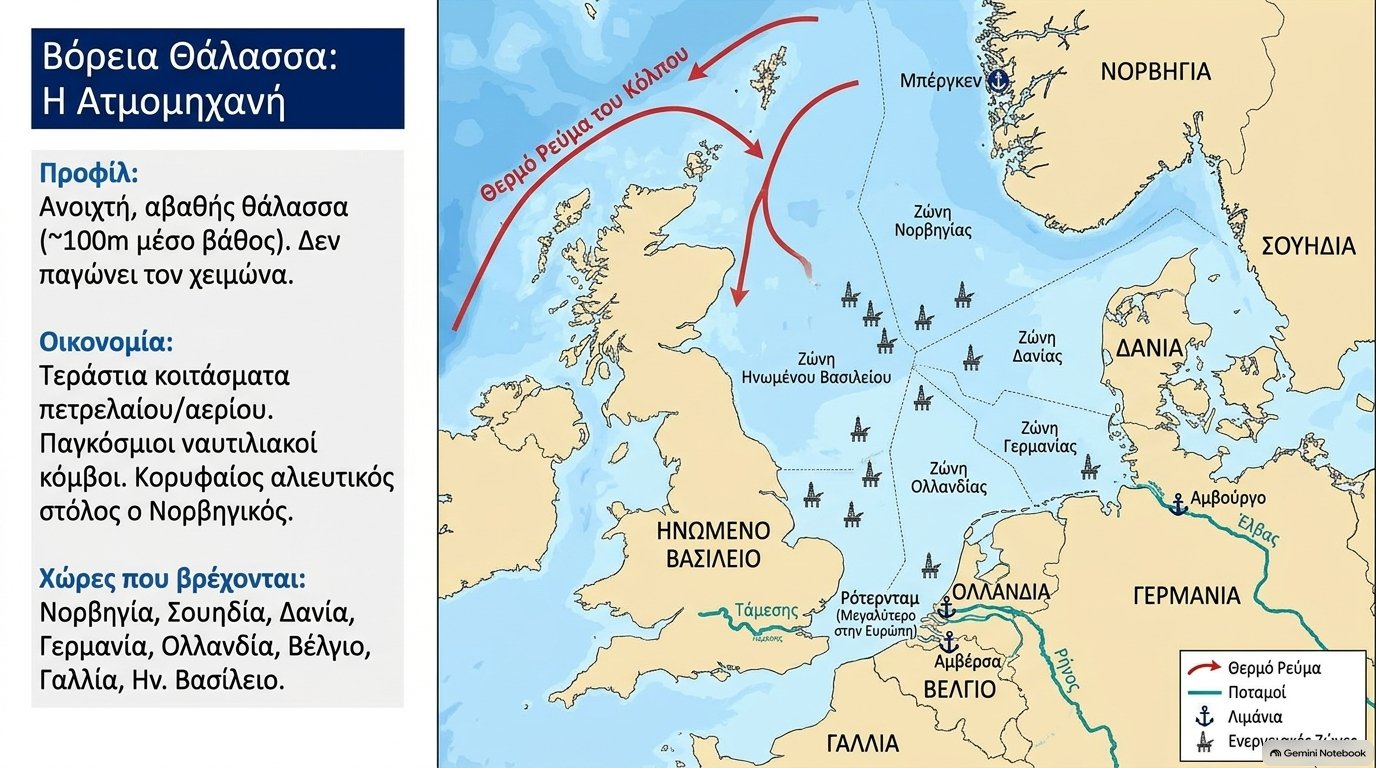 Βόρεια Θάλασσα:
Η Ατμομηχανή
Προφίλ:
Ανοιχτή, αβαθής θάλασσα
(~100m μέσο βάθος). Δεν
παγώνει τον χειμώνα.
Οικονομία:
Τεράστια κοιτάσματα
πετρελαίου/αερίου.
Παγκόσμιοι ναυτιλιακοί
κόμβοι. Κορυφαίος αλιευτικός
στόλος ο Νορβηγικός.
Χώρες που βρέχονται:
Νορβηγία, Σουηδία, Δανία,
Γερμανία, Ολλανδία, Βέλγιο,
Γαλλία, Ην. Βασίλειο.
Θερμό Ρεύμα του Κόλπου
Μπέργκεν
ΝΟΡΒΗΓΙΑ
Ζώνη
Νορβηγίας
ΣΟΥΗΔΙΑ
Ζώνη
Δανίας
ΔΑΝΙΑ
Ζώνη
Ηνωμένου Βασιλείου
Ζώνη
Γερμανίας
Ζώνη
Ολλανδίας
Αμβούργο
Έλβας
ΗΝΩΜΕΝΟ
ΒΑΣΙΛΕΙΟ
ΓΕΡΜΑΝΙΑ
ΟΛΛΑΝΔΙΑ
Ρότερνταμ
(Μεγαλύτερο
στην Ευρώπη)
Τάμεσης
Αμβέρσα
ΒΕΛΓΙΟ
Ρήνος
ΓΑΛΛΙΑ
Θερμό Ρεύμα
Ποταμοί
Λιμάνια
Ενεργειακές Ζώνες
Gemini Notebook